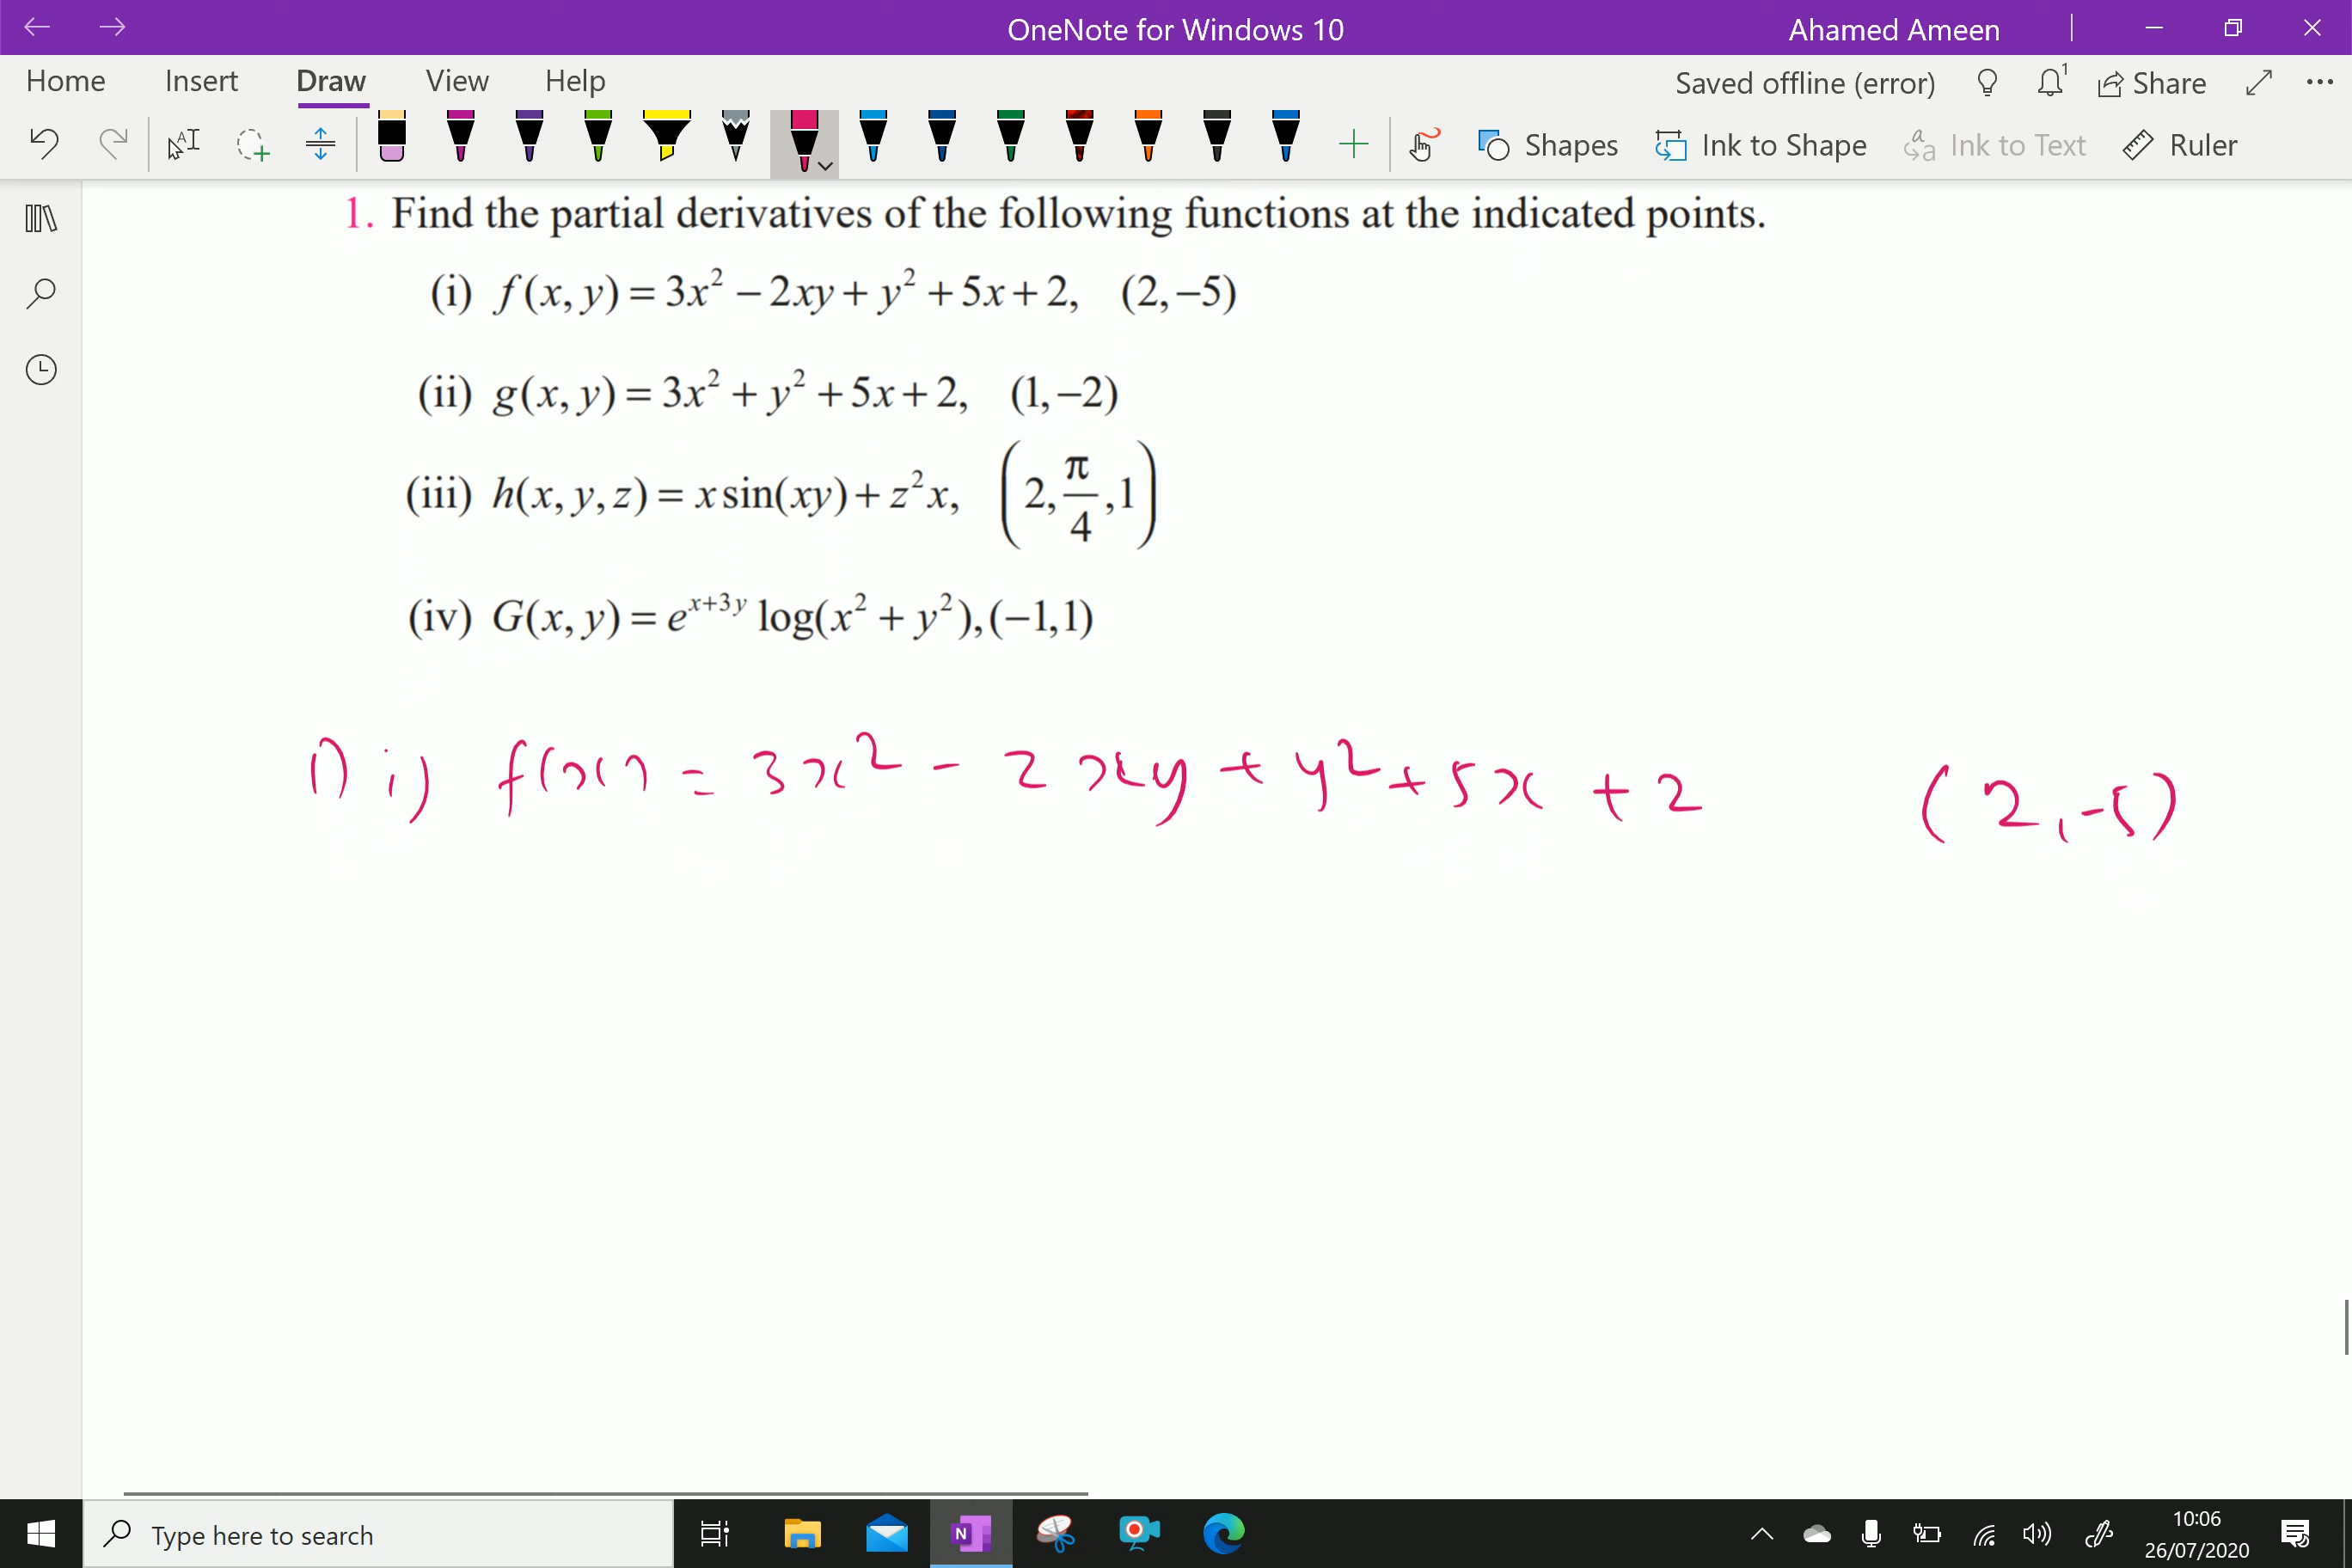 OneNote for Windows 10
Ahamed Ameen
Home Insert Draw View Help
Saved offline (error) 1 Share
AI Shapes Ink to Shape a a Ink to Text Ruler
1. Find the partial derivatives of the following functions at the indicated points.
(i) f(x, y) = 3x² − 2xy + y² + 5x + 2, (2, −5)
(ii) g(x, y) = 3x² + y² + 5x + 2, (1, −2)
(iii) h(x, y, z) = x sin(xy) + z²x, (2, π/4, 1)
(iv) G(x, y) = eˣ⁺³ʸ log(x² + y²), (−1, 1)
1) i) f(x) = 3x² - 2xy + y² + 5x + 2 (2, -5)
Type here to search
N
10:06
26/07/2020